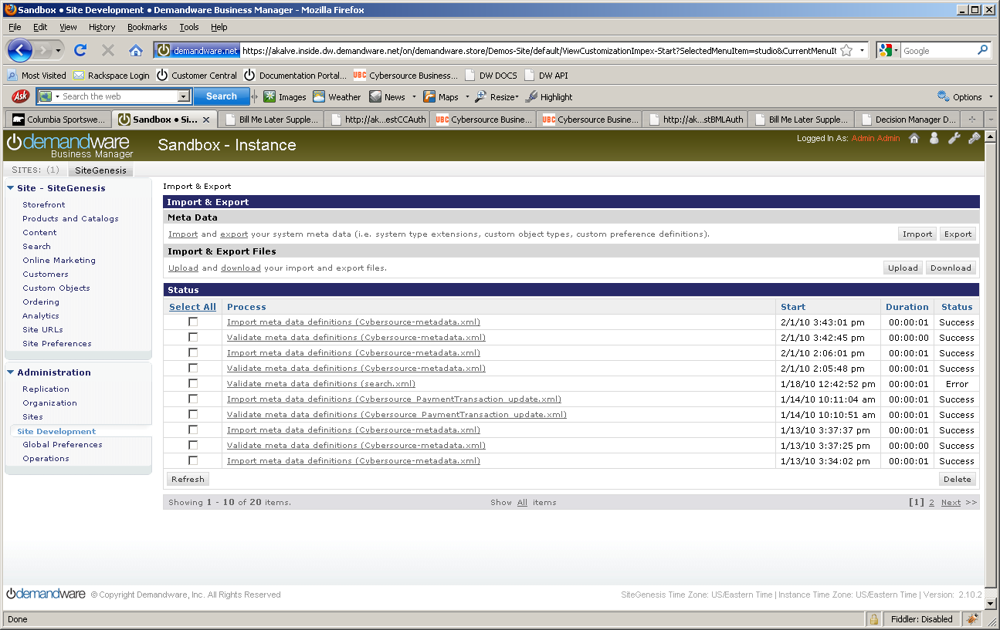 Sandbox • Site Development • Demandware Business Manager - Mozilla Firefox
File Edit View History Bookmarks Tools Help
demandware.net https://akalve.inside.dw.demandware.net/on/demandware.store/Demos-Site/default/ViewCustomizationImpex-Start?SelectedMenuItem=studio&CurrentMenuIt Google
Most Visited Rackspace Login Customer Central Documentation Portal... UBC Cybersource Business... DW DOCS DW API
Ask Search the web Search Images Weather News Maps Resize Highlight Options
Columbia Sportswe... Sandbox • Si... Bill Me Later Supple... http://ak...estCCAuth UBC Cybersource Busine... UBC Cybersource Busine... http://ak...stBMLAuth Bill Me Later Supple... Decision Manager D...
demandware
Business Manager
Sandbox - Instance
Logged In As: Admin Admin
SITES: (1) SiteGenesis
Site - SiteGenesis
Storefront
Products and Catalogs
Content
Search
Online Marketing
Customers
Custom Objects
Ordering
Analytics
Site URLs
Site Preferences
Administration
Replication
Organization
Sites
Site Development
Global Preferences
Operations
Import & Export
Import & Export
Meta Data
Import and export your system meta data (i.e. system type extensions, custom object types, custom preference definitions). Import Export
Import & Export Files
Upload and download your import and export files. Upload Download
Status
Select All Process Start Duration Status
Import meta data definitions (Cybersource-metadata.xml) 2/1/10 3:43:01 pm 00:00:01 Success
Validate meta data definitions (Cybersource-metadata.xml) 2/1/10 3:42:45 pm 00:00:00 Success
Import meta data definitions (Cybersource-metadata.xml) 2/1/10 2:06:01 pm 00:00:01 Success
Validate meta data definitions (Cybersource-metadata.xml) 2/1/10 2:05:48 pm 00:00:01 Success
Validate meta data definitions (search.xml) 1/18/10 12:42:52 pm 00:00:01 Error
Import meta data definitions (Cybersource_PaymentTransaction_update.xml) 1/14/10 10:11:04 am 00:00:01 Success
Validate meta data definitions (Cybersource_PaymentTransaction_update.xml) 1/14/10 10:10:51 am 00:00:01 Success
Import meta data definitions (Cybersource-metadata.xml) 1/13/10 3:37:37 pm 00:00:01 Success
Validate meta data definitions (Cybersource-metadata.xml) 1/13/10 3:37:25 pm 00:00:00 Success
Import meta data definitions (Cybersource-metadata.xml) 1/13/10 3:34:02 pm 00:00:01 Success
Refresh Delete
Showing 1 - 10 of 20 items. Show All items [1] 2 Next >>
demandware © Copyright Demandware, Inc. All Rights Reserved SiteGenesis Time Zone: US/Eastern Time | Instance Time Zone: US/Eastern Time | Version: 2.10.2
Done Fiddler: Disabled